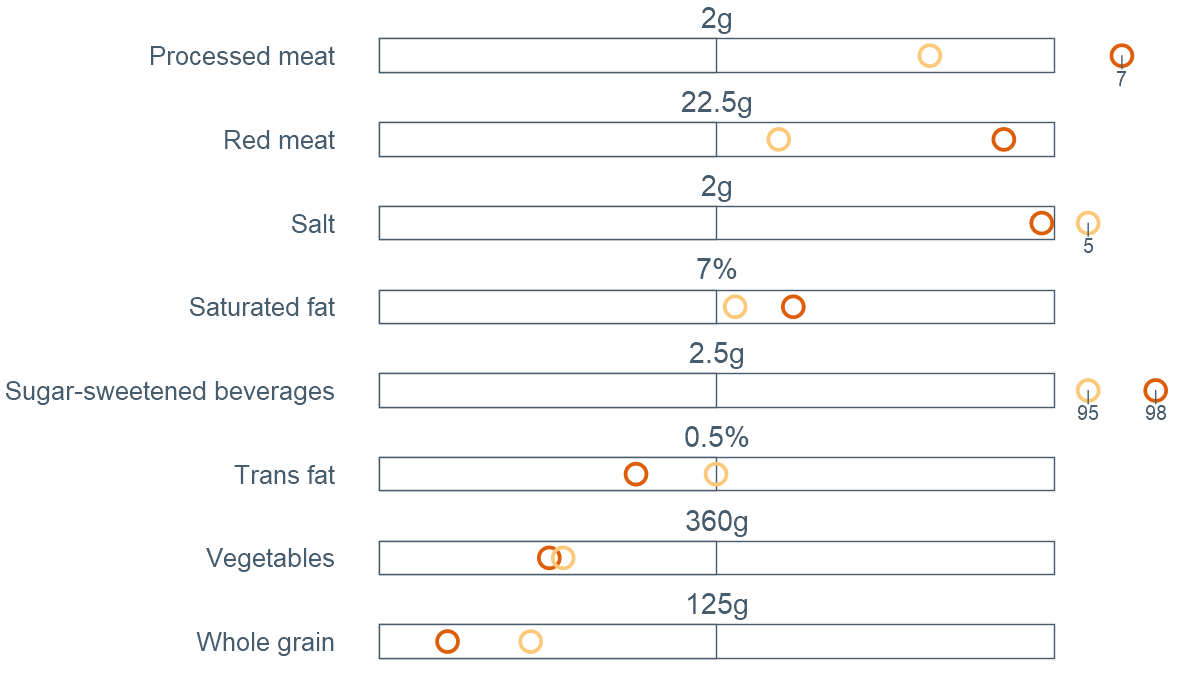 2g
Processed meat
7
22.5g
Red meat
2g
Salt
5
7%
Saturated fat
2.5g
Sugar-sweetened beverages
95 98
0.5%
Trans fat
360g
Vegetables
125g
Whole grain